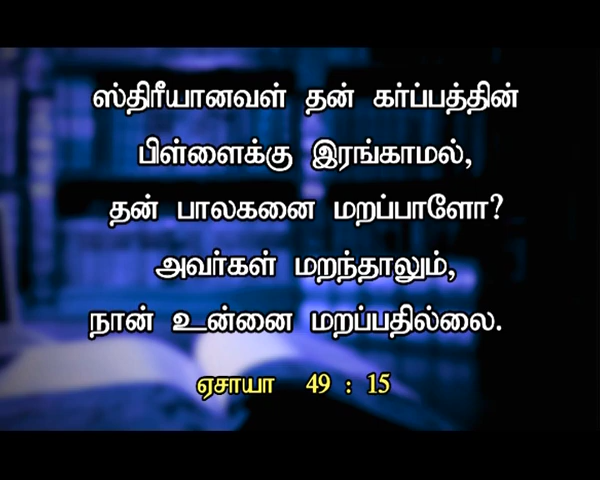 ஸ்திரீயானவள் தன் கர்ப்பத்தின்
பிள்ளைக்கு இரங்காமல்,
தன் பாலகனை மறப்பாளோ?
அவர்கள் மறந்தாலும்,
நான் உன்னை மறப்பதில்லை.
ஏசாயா 49 : 15